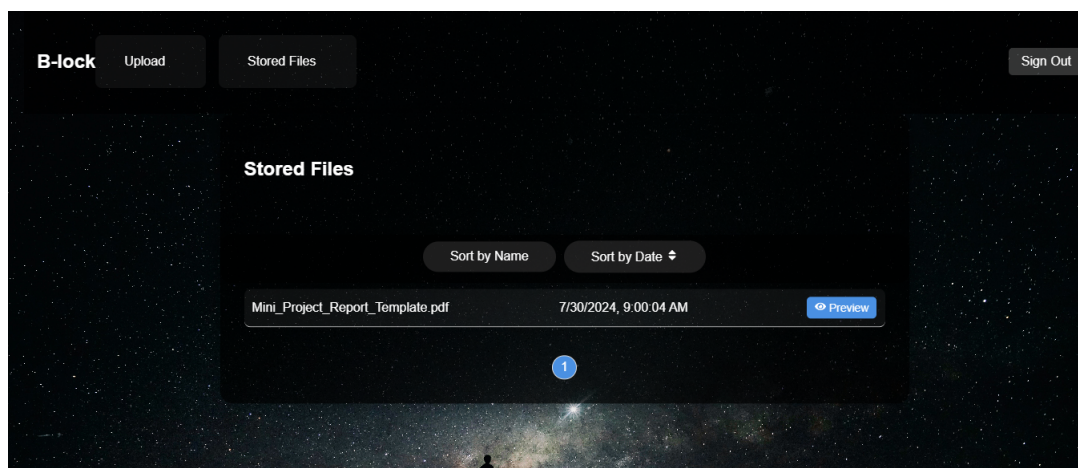 B-lock Upload Stored Files Sign Out
Stored Files
Sort by Name Sort by Date
Mini_Project_Report_Template.pdf 7/30/2024, 9:00:04 AM Preview
1